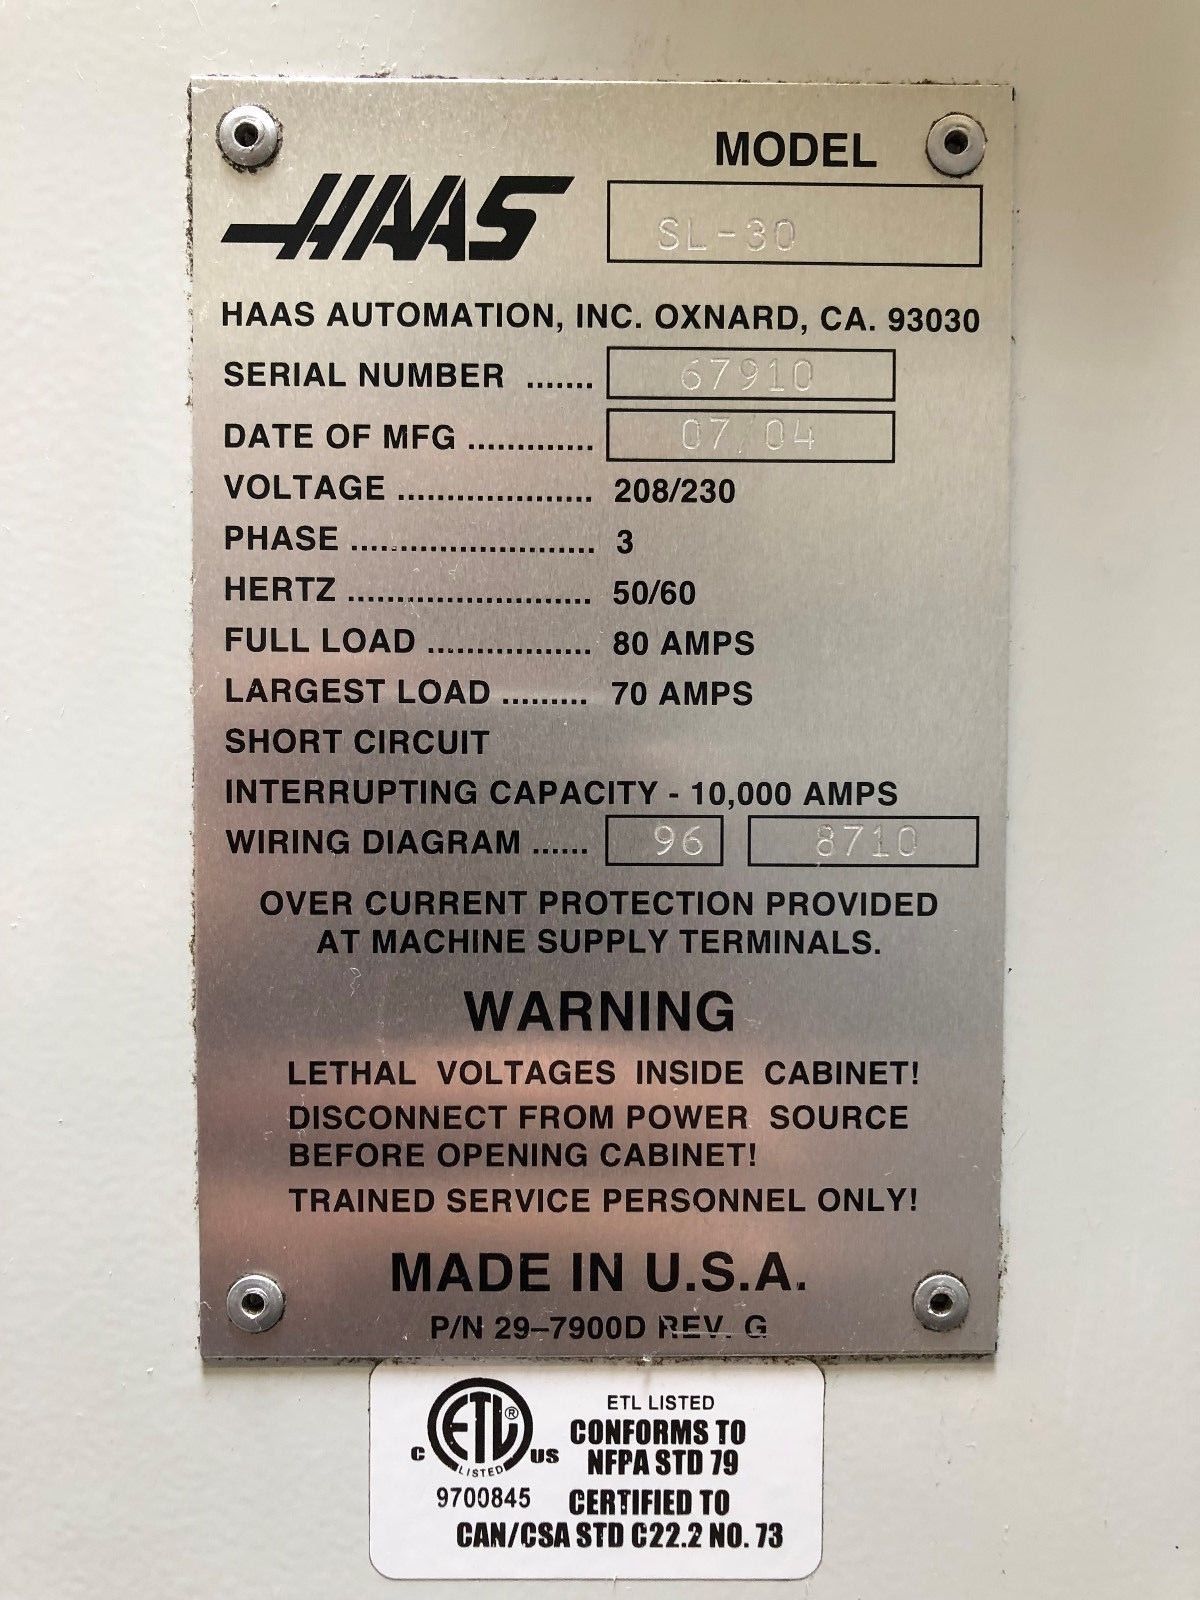 MODEL
HAAS
SL-30
HAAS AUTOMATION, INC. OXNARD, CA. 93030
SERIAL NUMBER ....... 67910
DATE OF MFG ............. 07/04
VOLTAGE .................... 208/230
PHASE ......................... 3
HERTZ ......................... 50/60
FULL LOAD ................. 80 AMPS
LARGEST LOAD ......... 70 AMPS
SHORT CIRCUIT
INTERRUPTING CAPACITY - 10,000 AMPS
WIRING DIAGRAM ...... 96 8710
OVER CURRENT PROTECTION PROVIDED
AT MACHINE SUPPLY TERMINALS.
WARNING
LETHAL VOLTAGES INSIDE CABINET!
DISCONNECT FROM POWER SOURCE
BEFORE OPENING CABINET!
TRAINED SERVICE PERSONNEL ONLY!
MADE IN U.S.A.
P/N 29–7900D REV. G
ETL LISTED
CONFORMS TO
NFPA STD 79
C ETL® US
LISTED
9700845
CERTIFIED TO
CAN/CSA STD C22.2 NO. 73